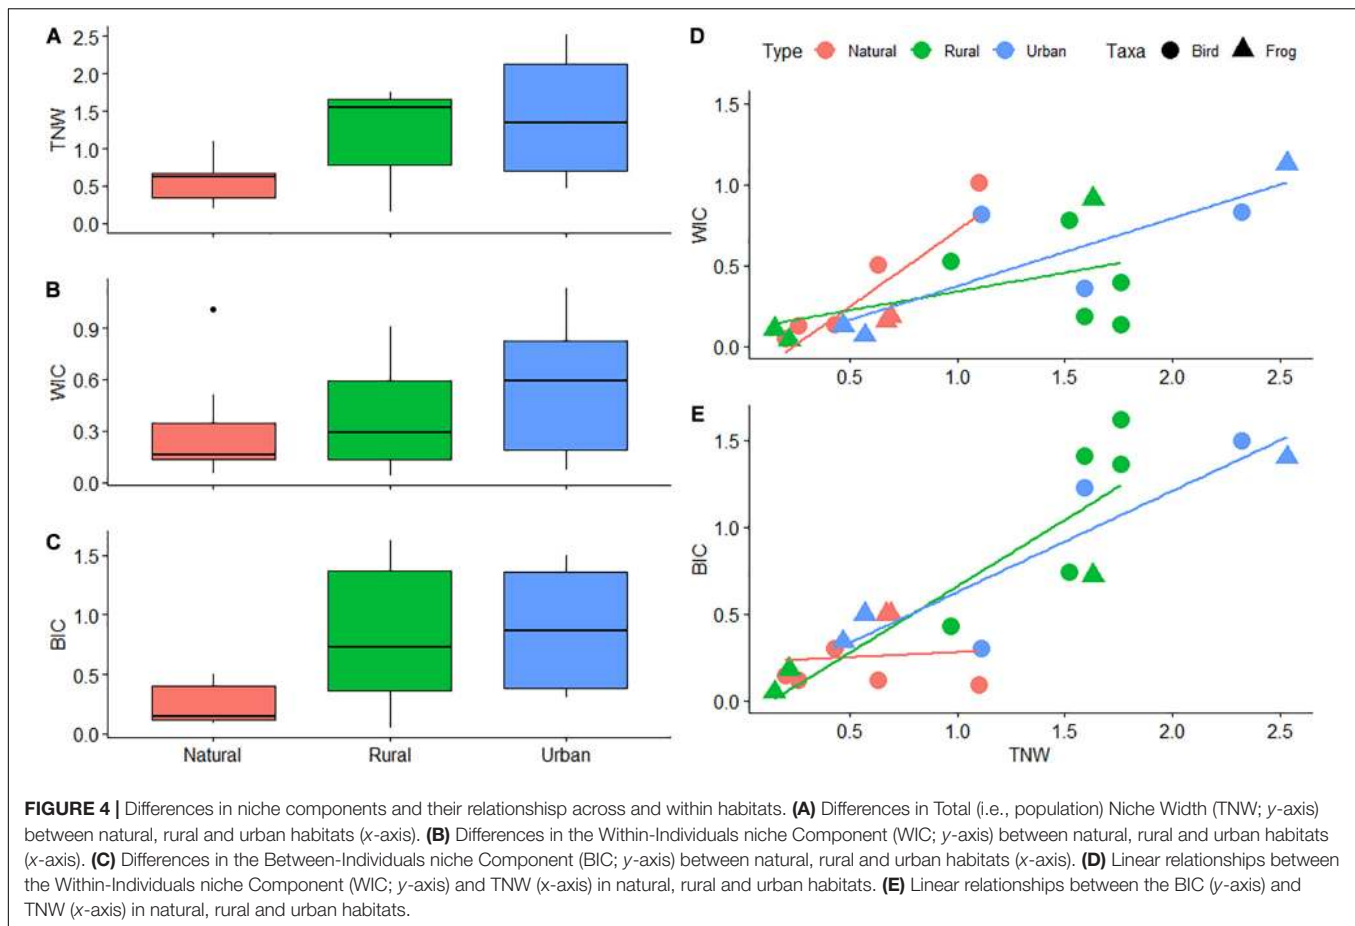 A
2.5
2.0
1.5
1.0
0.5
0.0
TNW
B
0.9
0.6
0.3
0.0
WIC
C
1.5
1.0
0.5
0.0
BIC
Natural Rural Urban
D
Type Natural Rural Urban Taxa Bird Frog
1.5
1.0
0.5
0.0
WIC
0.5 1.0 1.5 2.0 2.5
E
1.5
1.0
0.5
0.0
BIC
0.5 1.0 1.5 2.0 2.5
TNW
FIGURE 4 | Differences in niche components and their relationshisp across and within habitats. (A) Differences in Total (i.e., population) Niche Width (TNW; y-axis)
between natural, rural and urban habitats (x-axis). (B) Differences in the Within-Individuals niche Component (WIC; y-axis) between natural, rural and urban habitats
(x-axis). (C) Differences in the Between-Individuals niche Component (BIC; y-axis) between natural, rural and urban habitats (x-axis). (D) Linear relationships between
the Within-Individuals niche Component (WIC; y-axis) and TNW (x-axis) in natural, rural and urban habitats. (E) Linear relationships between the BIC (y-axis) and
TNW (x-axis) in natural, rural and urban habitats.